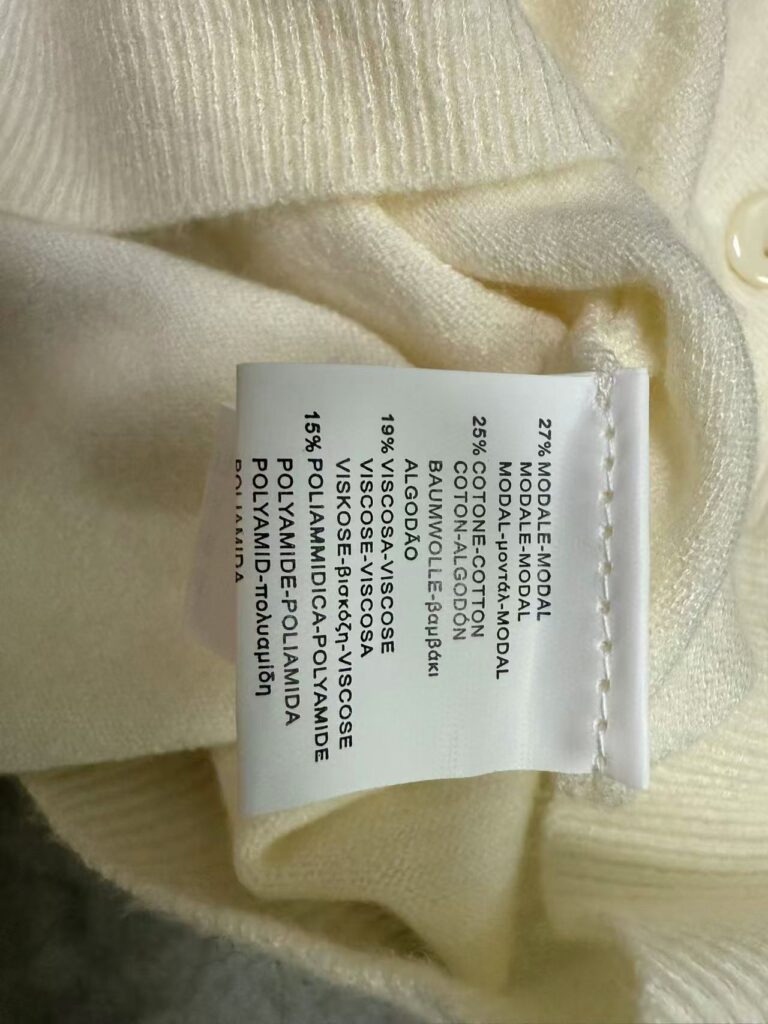 27% MODALE-MODAL
MODALE-MODAL
MODAL-μοντάλ-MODAL
25% COTONE-COTTON
COTON-ALGODÓN
BAUMWOLLE-βαμβάκι
ALGODÃO
19% VISCOSA-VISCOSE
VISCOSE-VISCOSA
VISKOSE-βισκόζη-VISCOSE
15% POLIAMMIDICA-POLYAMIDE
POLYAMIDE-POLIAMIDA
POLYAMID-πολυαμίδη
POLIAMIDA